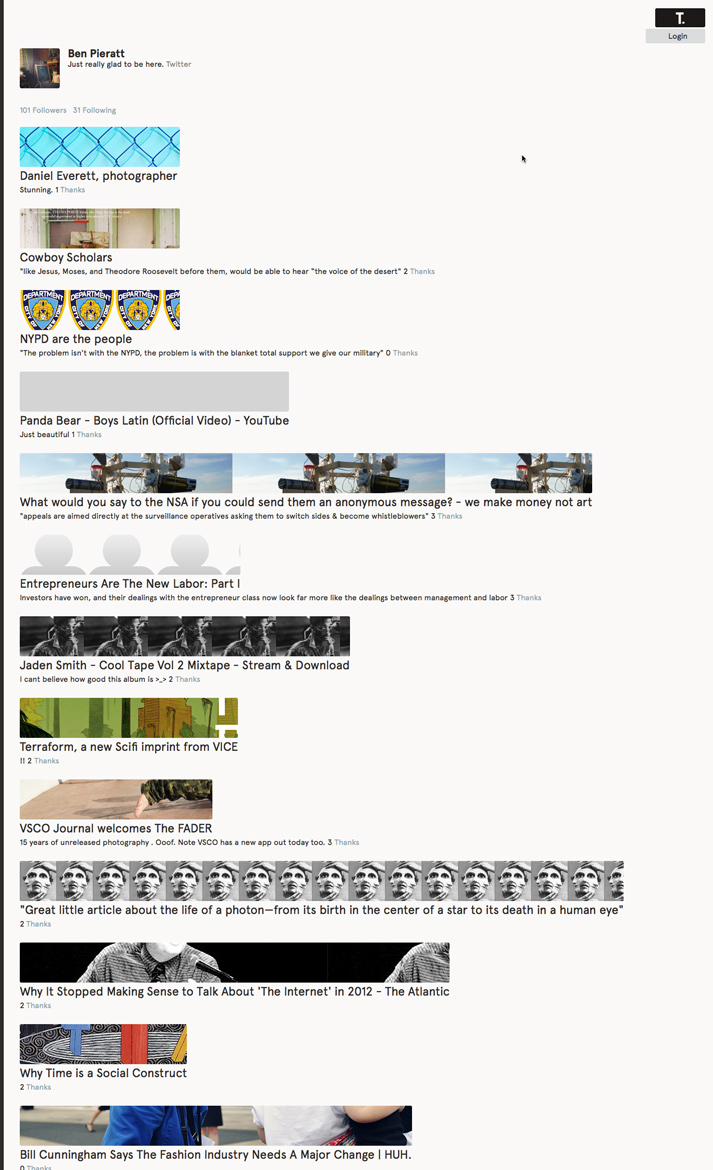 T.
Login
Ben Pieratt
Just really glad to be here. Twitter
101 Followers 31 Following
Daniel Everett, photographer
Stunning. 1 Thanks
Cowboy Scholars
"like Jesus, Moses, and Theodore Roosevelt before them, would be able to hear "the voice of the desert" 2 Thanks
DEPARTMENT DEPARTMENT DEPARTMENT
NYPD are the people
"The problem isn't with the NYPD, the problem is with the blanket total support we give our military" 0 Thanks
Panda Bear - Boys Latin (Official Video) - YouTube
Just beautiful 1 Thanks
What would you say to the NSA if you could send them an anonymous message? - we make money not art
"appeals are aimed directly at the surveillance operatives asking them to switch sides & become whistleblowers" 3 Thanks
Entrepreneurs Are The New Labor: Part I
Investors have won, and their dealings with the entrepreneur class now look far more like the dealings between management and labor 3 Thanks
Jaden Smith - Cool Tape Vol 2 Mixtape - Stream & Download
I cant believe how good this album is >_> 2 Thanks
Terraform, a new Scifi imprint from VICE
!! 2 Thanks
VSCO Journal welcomes The FADER
15 years of unreleased photography . Ooof. Note VSCO has a new app out today too. 3 Thanks
"Great little article about the life of a photon—from its birth in the center of a star to its death in a human eye"
2 Thanks
Why It Stopped Making Sense to Talk About 'The Internet' in 2012 - The Atlantic
2 Thanks
Why Time is a Social Construct
2 Thanks
Bill Cunningham Says The Fashion Industry Needs A Major Change | HUH.
0 Thanks